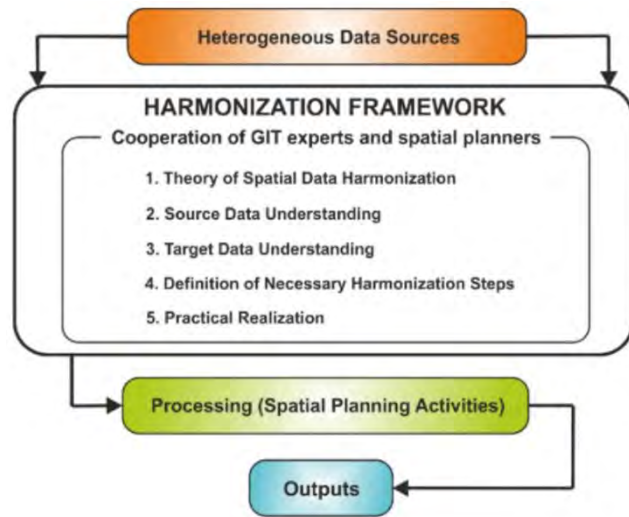 Heterogeneous Data Sources
HARMONIZATION FRAMEWORK
Cooperation of GIT experts and spatial planners
1. Theory of Spatial Data Harmonization
2. Source Data Understanding
3. Target Data Understanding
4. Definition of Necessary Harmonization Steps
5. Practical Realization
Processing (Spatial Planning Activities)
Outputs